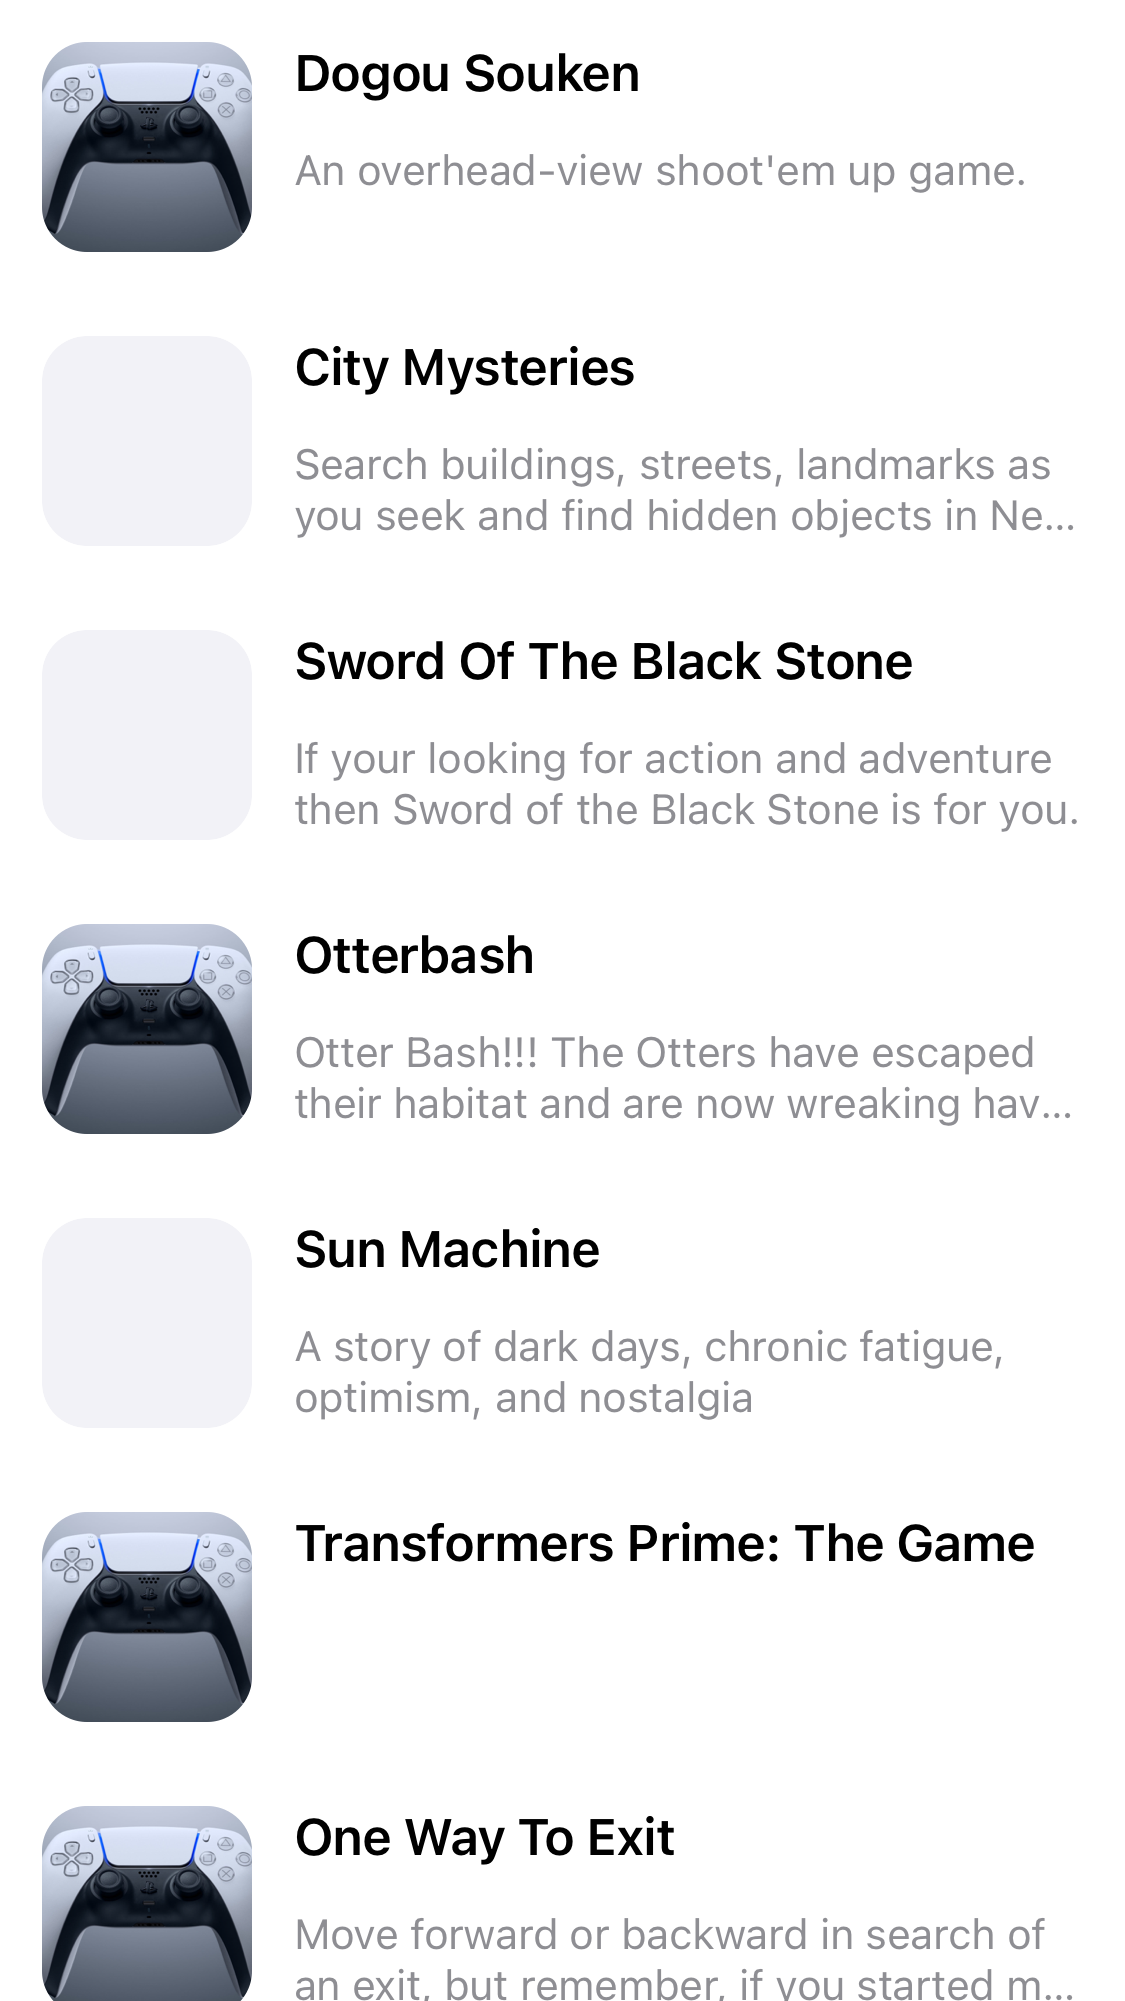 Dogou Souken
An overhead-view shoot'em up game.
City Mysteries
Search buildings, streets, landmarks as
you seek and find hidden objects in Ne...
Sword Of The Black Stone
If your looking for action and adventure
then Sword of the Black Stone is for you.
Otterbash
Otter Bash!!! The Otters have escaped
their habitat and are now wreaking hav...
Sun Machine
A story of dark days, chronic fatigue,
optimism, and nostalgia
Transformers Prime: The Game
One Way To Exit
Move forward or backward in search of
an exit, but remember, if you started m...